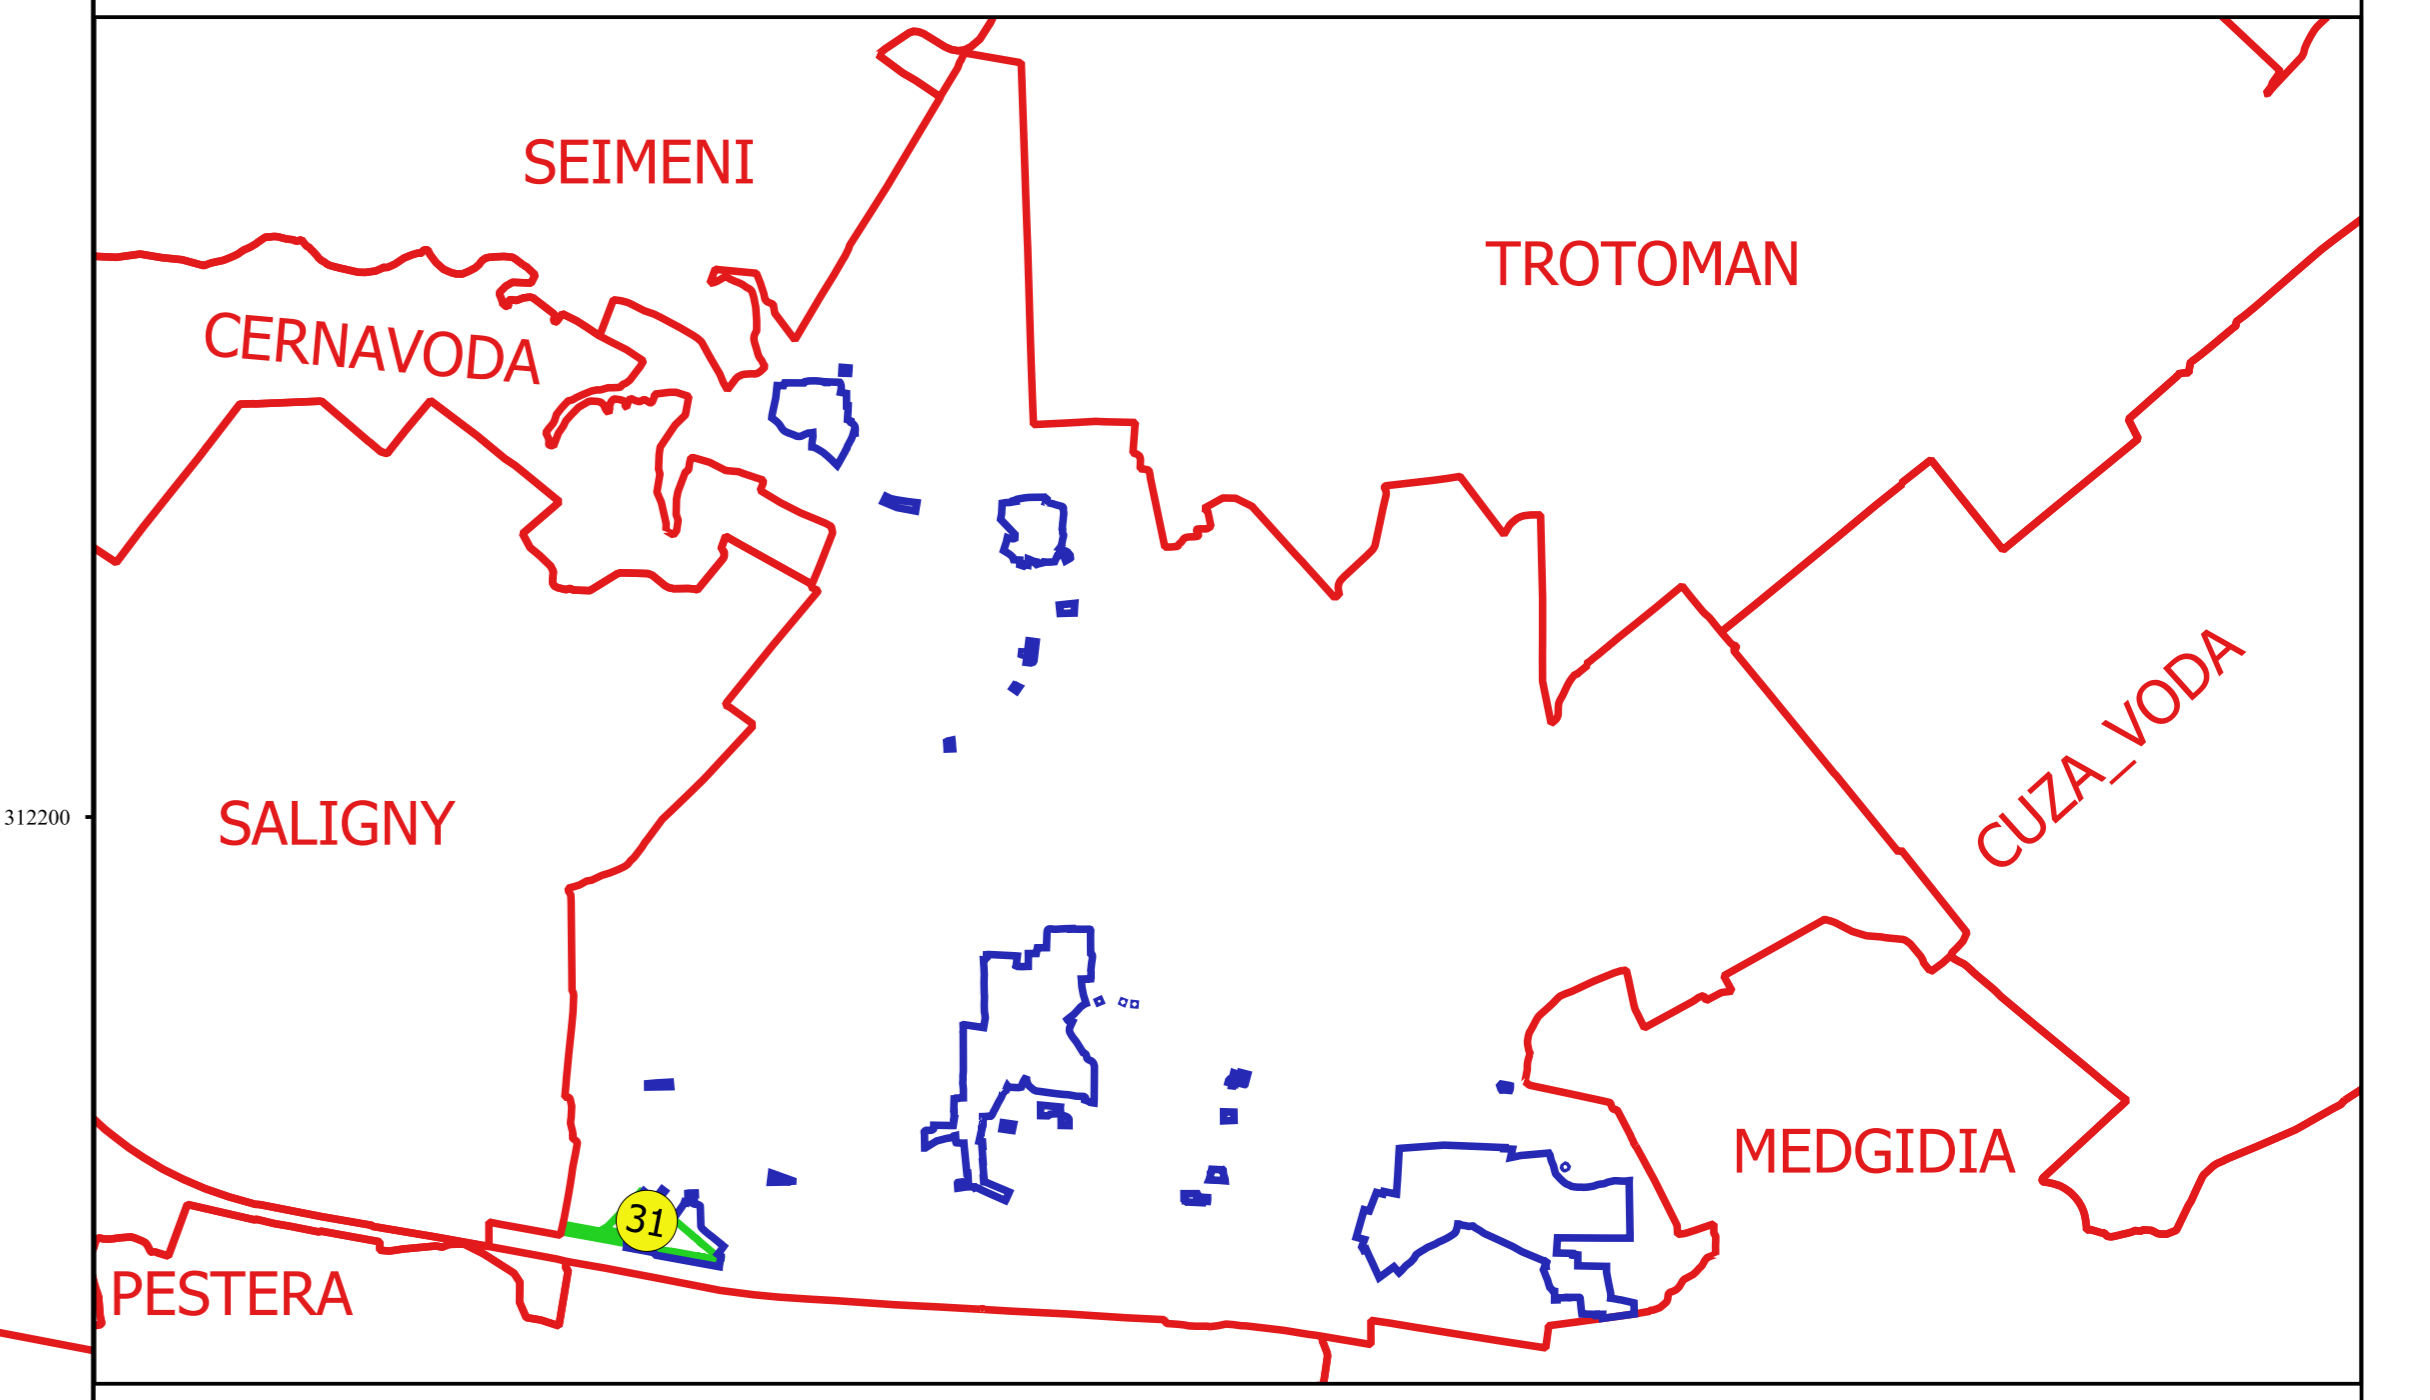 SEIMENI
TROTOMAN
CERNAVODA
CUZA_VODA
312200
SALIGNY
MEDGIDIA
31
PESTERA